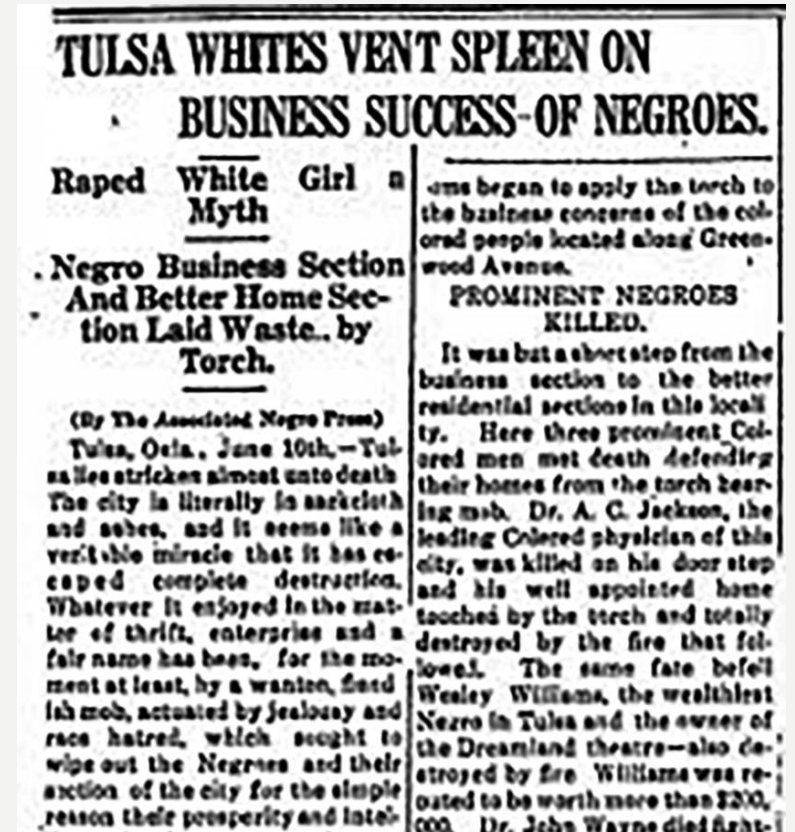 TULSA WHITES VENT SPLEEN ON
BUSINESS SUCCESS-OF NEGROES.
Raped White Girl a
Myth
Negro Business Section
And Better Home Sec-
tion Laid Waste.. by
Torch.
(By The Associated Negro Press)
Tulsa, Okla., June 10th,—Tul-
sa lies stricken almost unto death
The city is literally in sackcloth
and ashes, and it seems like a
veritable miracle that it has es-
caped complete destruction.
Whatever it enjoyed in the mat-
ter of thrift, enterprise and a
fair name has been, for the mo-
ment at least, by a wanton, fiend
ish mob, actuated by jealousy and
race hatred, which sought to
wipe out the Negroes and their
section of the city for the simple
reason their prosperity and intel-
ams began to apply the torch to
the business concerns of the col-
ored people located along Green-
wood Avenue.
PROMINENT NEGROES
KILLED.
It was but a short step from the
business section to the better
residential sections in this locali
ty. Here three prominent Col-
ored men met death defending
their homes from the torch bear-
ing mob. Dr. A. C. Jackson, the
leading Colored physician of this
city, was killed on his door step
and his well appointed home
touched by the torch and totally
destroyed by the fire that fol-
lowed. The same fate befell
Wesley Williams, the wealthiest
Negro in Tulsa and the owner of
the Dreamland theatre—also de-
stroyed by fire Williams was re-
puted to be worth more than $200,
000. Dr. John Wayne died fight-